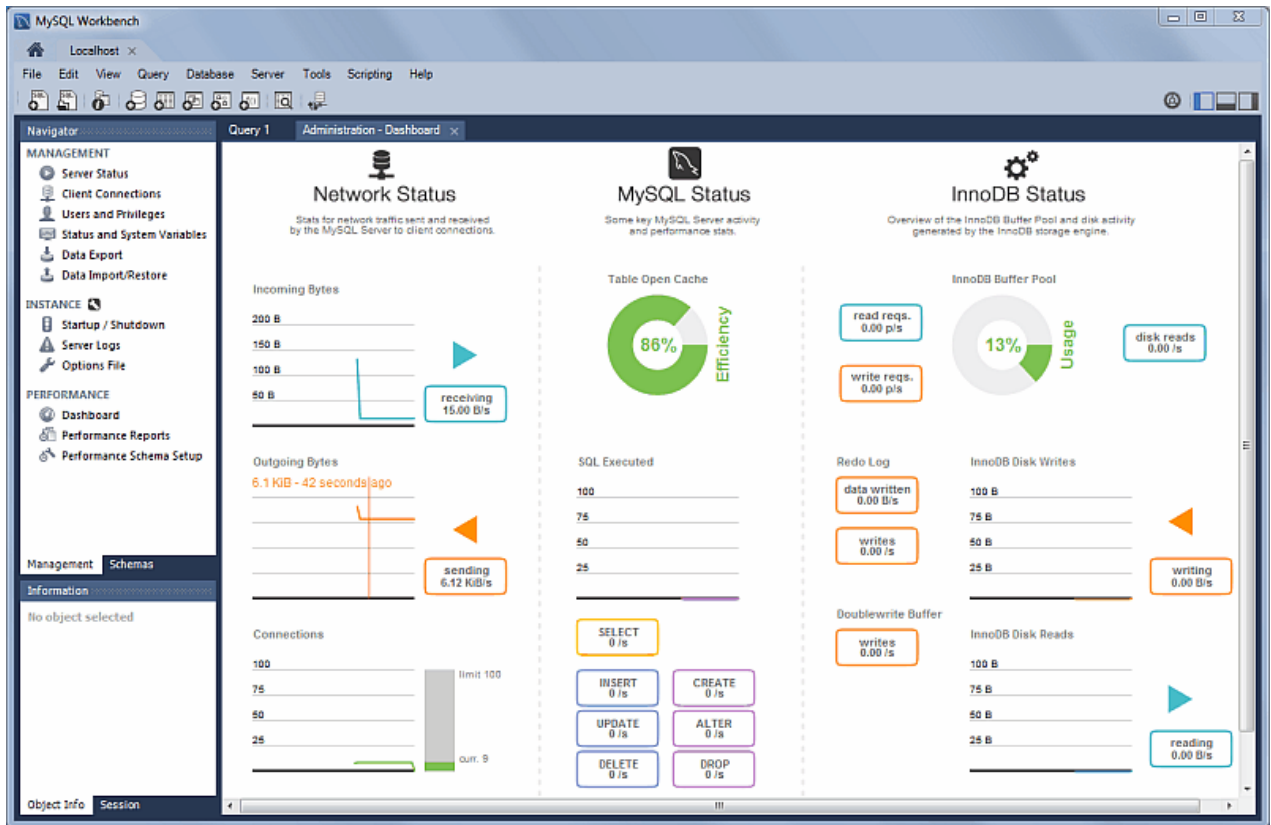 MySQL Workbench
Localhost
File Edit View Query Database Server Tools Scripting Help
Navigator
MANAGEMENT
Server Status
Client Connections
Users and Privileges
Status and System Variables
Data Export
Data Import/Restore
INSTANCE
Startup / Shutdown
Server Logs
Options File
PERFORMANCE
Dashboard
Performance Reports
Performance Schema Setup
Management Schemas
Information
No object selected
Object Info Session
Query 1 Administration - Dashboard
Network Status
Stats for network traffic sent and received
by the MySQL Server to client connections.
Incoming Bytes
200 B
150 B
100 B
50 B
receiving
15.00 B/s
Outgoing Bytes
6.1 KiB - 42 seconds ago
sending
6.12 KiB/s
Connections
100
75
50
25
limit 100
curr. 9
MySQL Status
Some key MySQL Server activity
and performance stats.
Table Open Cache
86%
Efficiency
SQL Executed
100
75
50
25
SELECT
0 /s
INSERT
0 /s
CREATE
0 /s
UPDATE
0 /s
ALTER
0 /s
DELETE
0 /s
DROP
0 /s
InnoDB Status
Overview of the InnoDB Buffer Pool and disk activity
generated by the InnoDB storage engine.
InnoDB Buffer Pool
read reqs.
0.00 p/s
write reqs.
0.00 p/s
13%
Usage
disk reads
0.00 /s
Redo Log
data written
0.00 B/s
writes
0.00 /s
Doublewrite Buffer
writes
0.00 /s
InnoDB Disk Writes
100 B
75 B
50 B
25 B
writing
0.00 B/s
InnoDB Disk Reads
100 B
75 B
50 B
25 B
reading
0.00 B/s